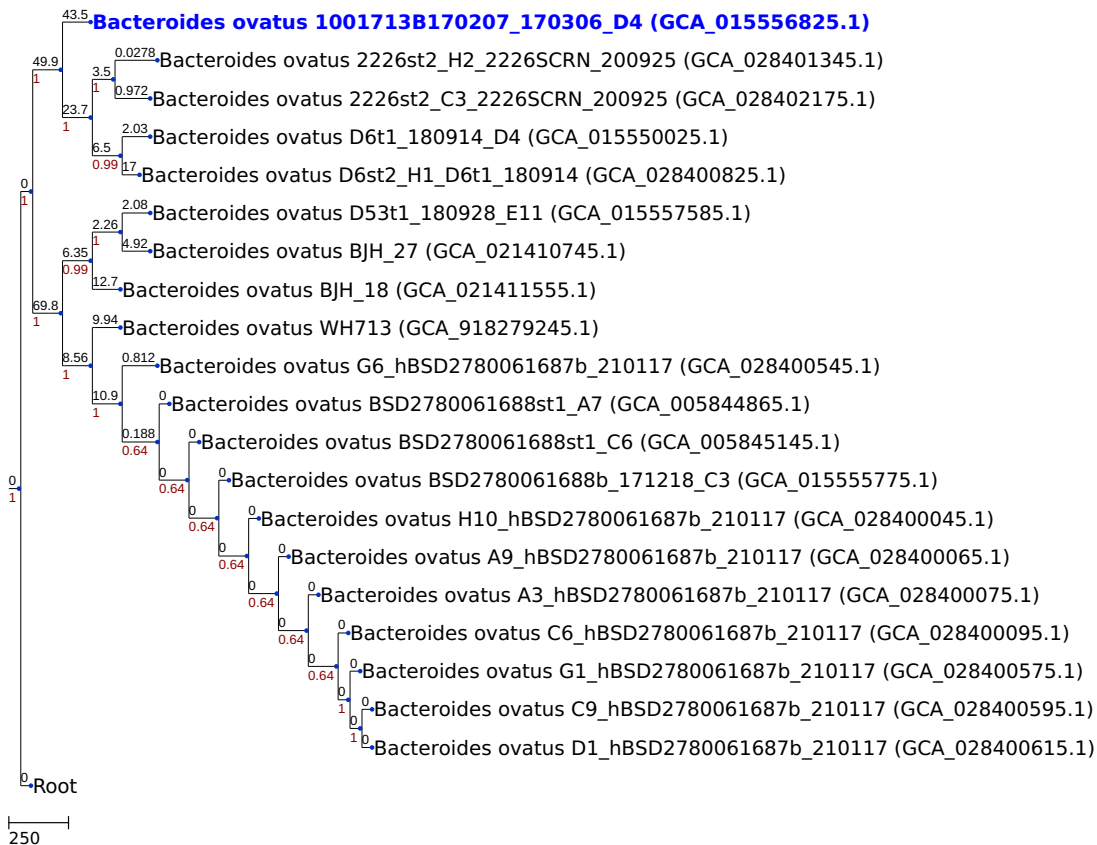 43.5 Bacteroides ovatus 1001713B170207_170306_D4 (GCA_015556825.1)
0.0278 Bacteroides ovatus 2226st2_H2_2226SCRN_200925 (GCA_028401345.1)
49.9
1
3.5
1
0.972 Bacteroides ovatus 2226st2_C3_2226SCRN_200925 (GCA_028402175.1)
23.7
1
2.03 Bacteroides ovatus D6t1_180914_D4 (GCA_015550025.1)
6.5
0.99
17 Bacteroides ovatus D6st2_H1_D6t1_180914 (GCA_028400825.1)
0
1
2.08 Bacteroides ovatus D53t1_180928_E11 (GCA_015557585.1)
2.26
1
4.92 Bacteroides ovatus BJH_27 (GCA_021410745.1)
6.35
0.99
12.7 Bacteroides ovatus BJH_18 (GCA_021411555.1)
69.8
1
9.94 Bacteroides ovatus WH713 (GCA_918279245.1)
8.56
1
0.812 Bacteroides ovatus G6_hBSD2780061687b_210117 (GCA_028400545.1)
10.9
1
0 Bacteroides ovatus BSD2780061688st1_A7 (GCA_005844865.1)
0.188
0.64
0 Bacteroides ovatus BSD2780061688st1_C6 (GCA_005845145.1)
0
0.64
0 Bacteroides ovatus BSD2780061688b_171218_C3 (GCA_015555775.1)
0
1
0
0.64
0 Bacteroides ovatus H10_hBSD2780061687b_210117 (GCA_028400045.1)
0
0.64
0 Bacteroides ovatus A9_hBSD2780061687b_210117 (GCA_028400065.1)
0
0.64
0 Bacteroides ovatus A3_hBSD2780061687b_210117 (GCA_028400075.1)
0
0.64
0 Bacteroides ovatus C6_hBSD2780061687b_210117 (GCA_028400095.1)
0
0.64
0 Bacteroides ovatus G1_hBSD2780061687b_210117 (GCA_028400575.1)
0
1
0 Bacteroides ovatus C9_hBSD2780061687b_210117 (GCA_028400595.1)
0
1
0 Bacteroides ovatus D1_hBSD2780061687b_210117 (GCA_028400615.1)
0 Root
250